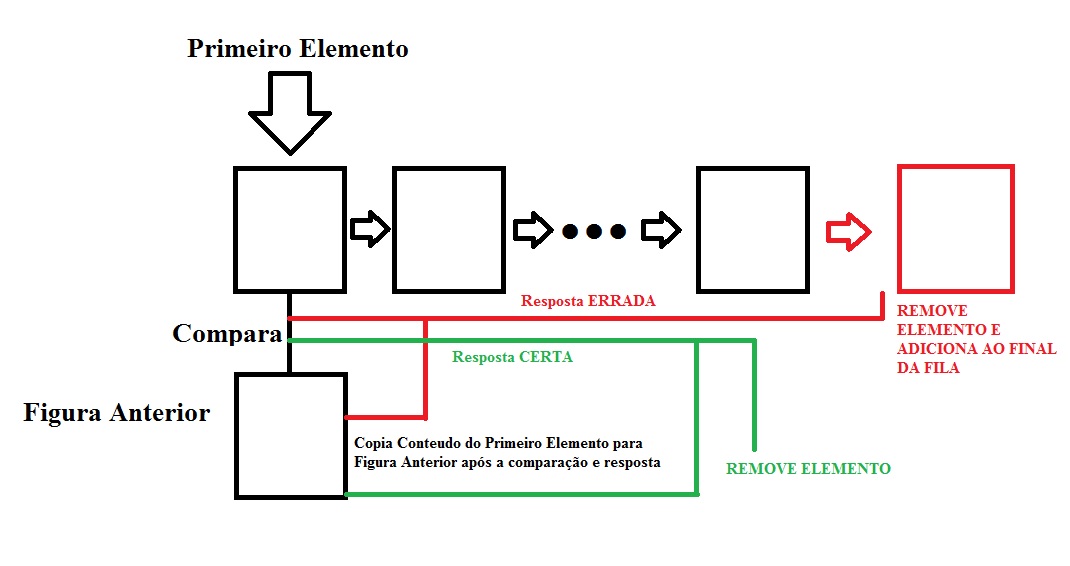 Primeiro Elemento
Resposta ERRADA
REMOVE
ELEMENTO E
ADICIONA AO FINAL
DA FILA
Compara
Resposta CERTA
Figura Anterior
Copia Conteudo do Primeiro Elemento para
Figura Anterior após a comparação e resposta
REMOVE ELEMENTO